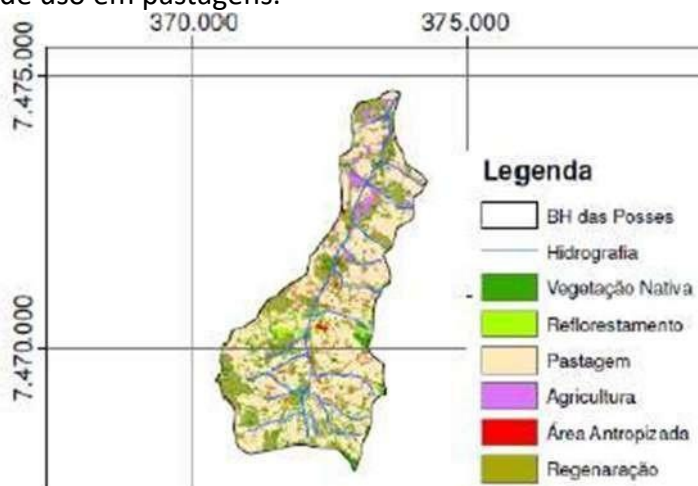 de uso em pastagens.
370.000
375.000
7.475.000
7.470.000
Legenda
BH das Posses
Hidrografia
Vegetação Nativa
Reflorestamento
Pastagem
Agricultura
Área Antropizada
Regenaração